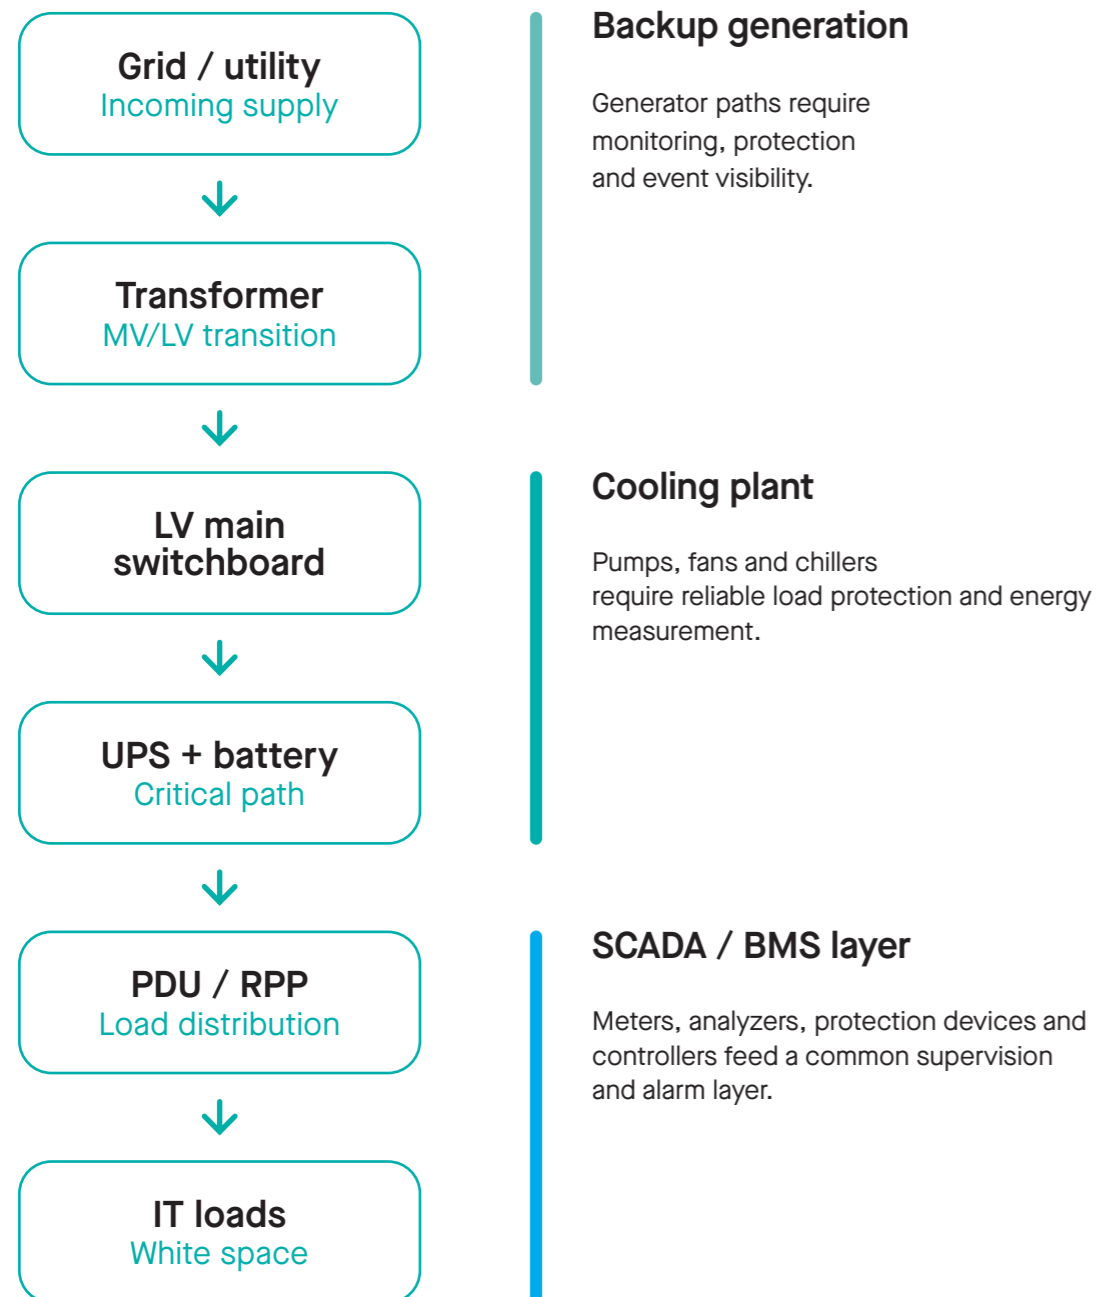 Grid / utility
Incoming supply
Transformer
MV/LV transition
LV main
switchboard
UPS + battery
Critical path
PDU / RPP
Load distribution
IT loads
White space
Backup generation
Generator paths require
monitoring, protection
and event visibility.
Cooling plant
Pumps, fans and chillers
require reliable load protection and energy
measurement.
SCADA / BMS layer
Meters, analyzers, protection devices and
controllers feed a common supervision
and alarm layer.